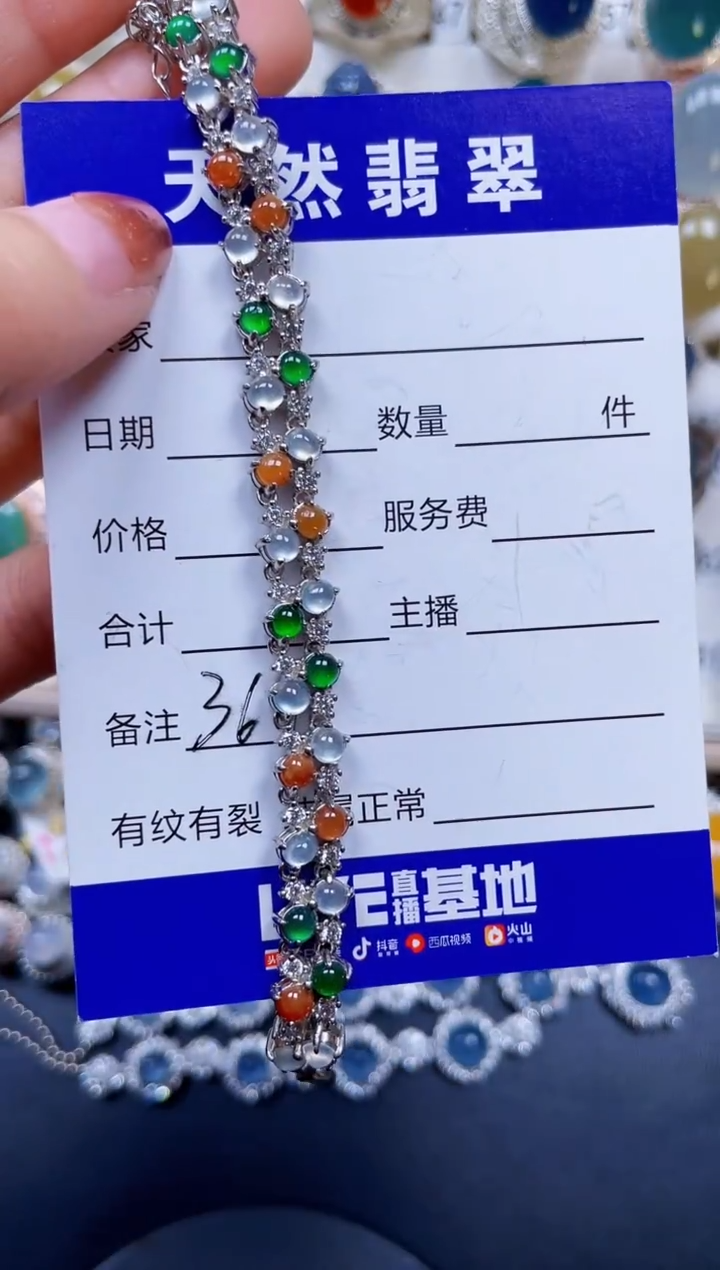 天然翡翠
家
日期 数量 件
价格 服务费
合计 主播
备注 36
有纹有裂 属正常
直播基地
抖音 西瓜视频 火山